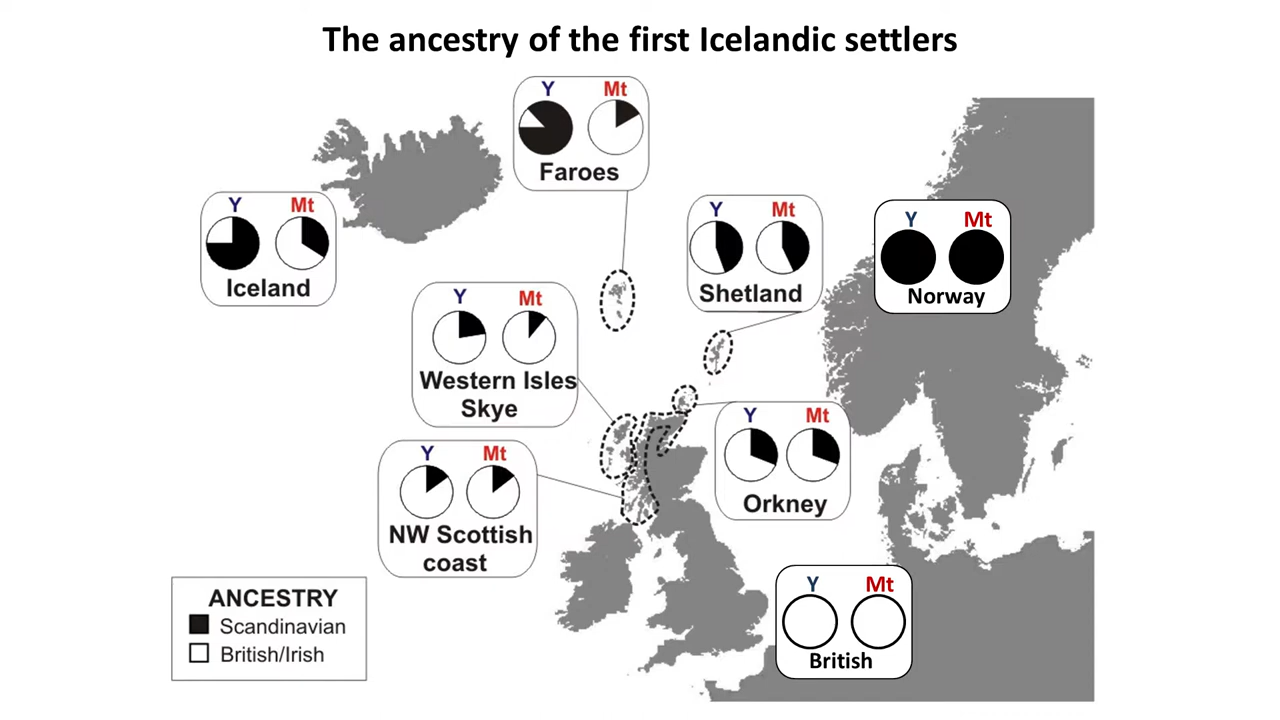 The ancestry of the first Icelandic settlers
Y Mt
Faroes
Y Mt
Iceland
Y Mt
Shetland
Y Mt
Norway
Y Mt
Western Isles
Skye
Y Mt
Orkney
Y Mt
NW Scottish
coast
Y Mt
British
ANCESTRY
Scandinavian
British/Irish